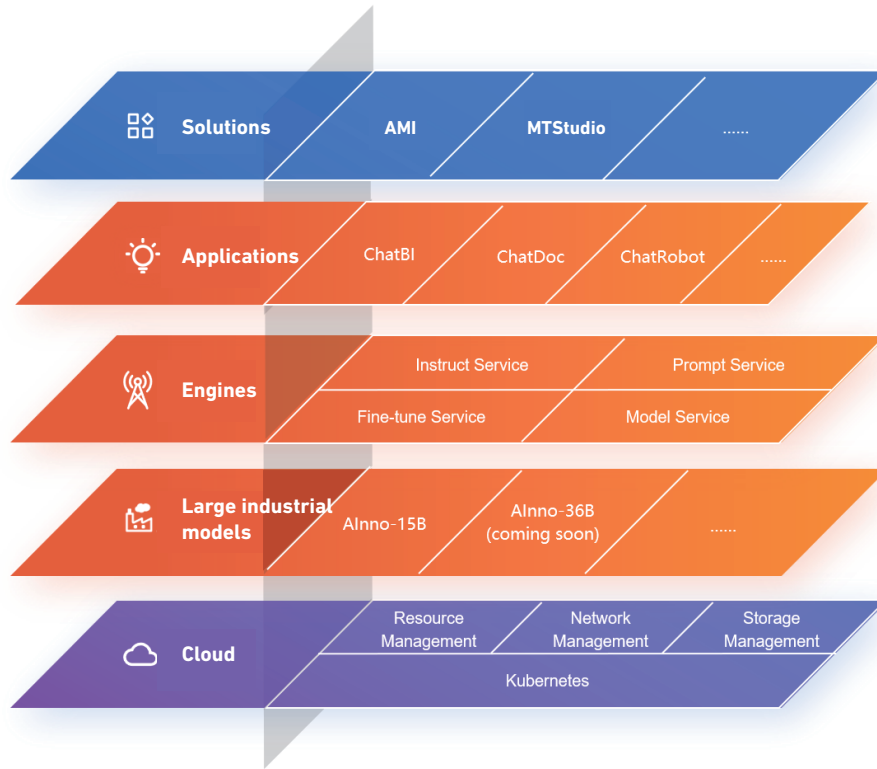 Solutions
AMI
MTStudio
......
Applications
ChatBI
ChatDoc
ChatRobot
......
Engines
Instruct Service
Prompt Service
Fine-tune Service
Model Service
Large industrial
models
AInno-15B
AInno-36B
(coming soon)
......
Cloud
Resource
Management
Network
Management
Storage
Management
Kubernetes